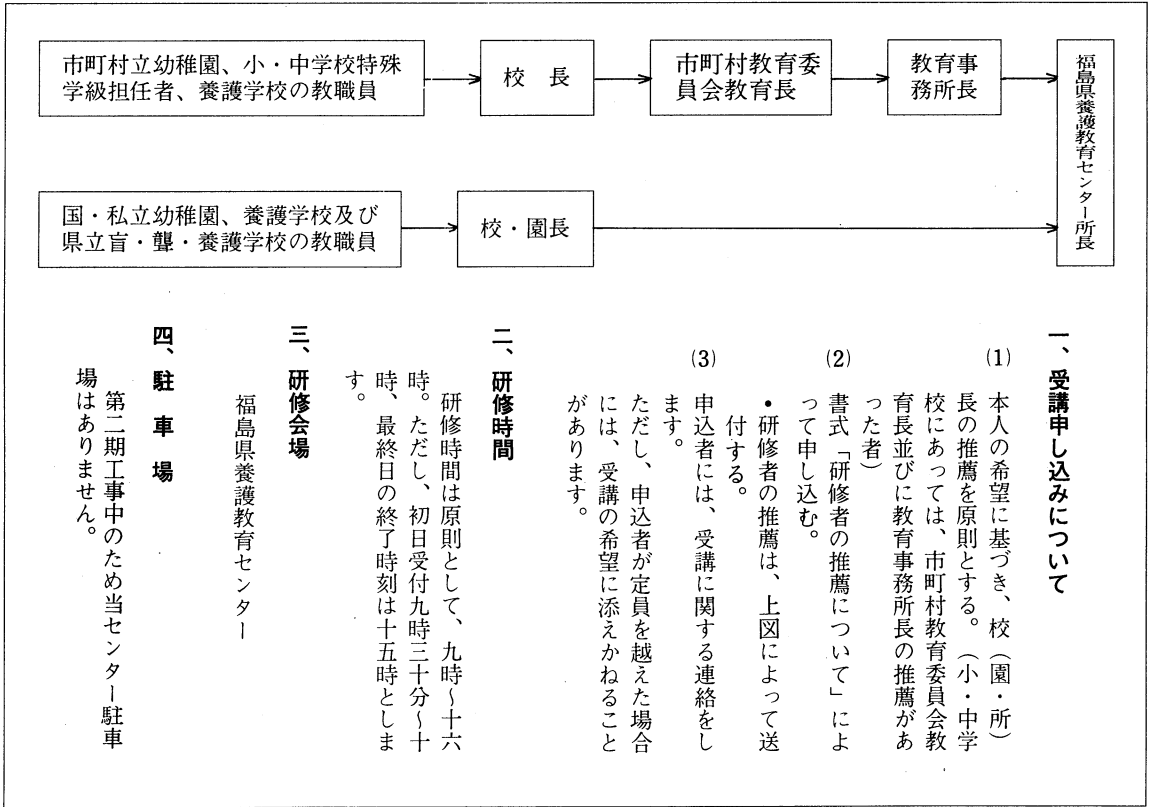 市町村立幼稚園、小・中学校特殊
学級担任者、養護学校の教職員
校　長
市町村教育委
員会教育長
教育事
務所長
福島県養護教育センター所長
国・私立幼稚園、養護学校及び
県立盲・聾・養護学校の教職員
校・園長
一、受講申し込みについて
(1)　本人の希望に基づき、校（園・所）
長の推薦を原則とする。（小・中学
校にあっては、市町村教育委員会教
育長並びに教育事務所長の推薦があ
った者）
(2)　書式「研修者の推薦について」によ
って申し込む。
・研修者の推薦は、上図によって送
付する。
(3)　申込者には、受講に関する連絡をし
ます。
ただし、申込者が定員を越えた場合
には、受講の希望に添えかねること
があります。
二、研修時間
研修時間は原則として、九時〜十六
時。ただし、初日受付九時三十分〜十
時、最終日の終了時刻は十五時としま
す。
三、研修会場
福島県養護教育センター
四、駐　車　場
第二期工事中のため当センター駐車
場はありません。